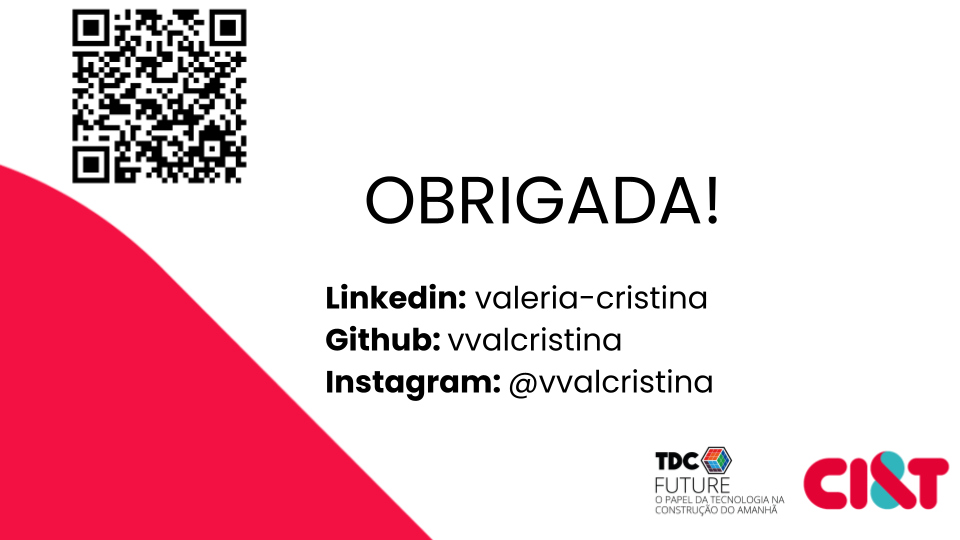 OBRIGADA!
Linkedin: valeria-cristina
Github: vvalcristina
Instagram: @vvalcristina
TDC
FUTURE
O PAPEL DA TECNOLOGIA NA
CONSTRUÇÃO DO AMANHÃ
CI&T